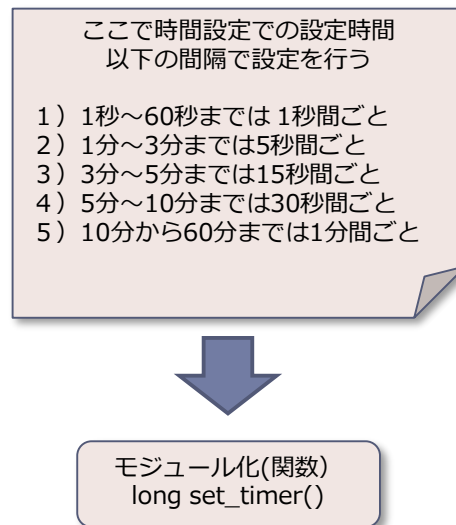 ここで時間設定での設定時間
以下の間隔で設定を行う
1）1秒～60秒までは 1秒間ごと
2）1分～3分までは5秒間ごと
3）3分～5分までは15秒間ごと
4）5分～10分までは30秒間ごと
5）10分から60分までは1分間ごと
モジュール化(関数）
long set_timer()